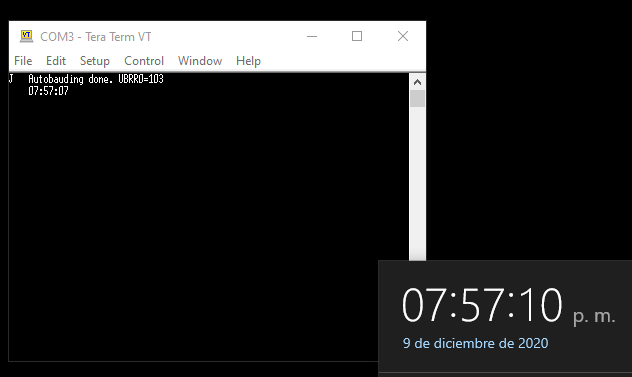 COM3 - Tera Term VT
File Edit Setup Control Window Help
J Autobauding done. UBRR0=103
07:57:07
07:57:10 p. m.
9 de diciembre de 2020